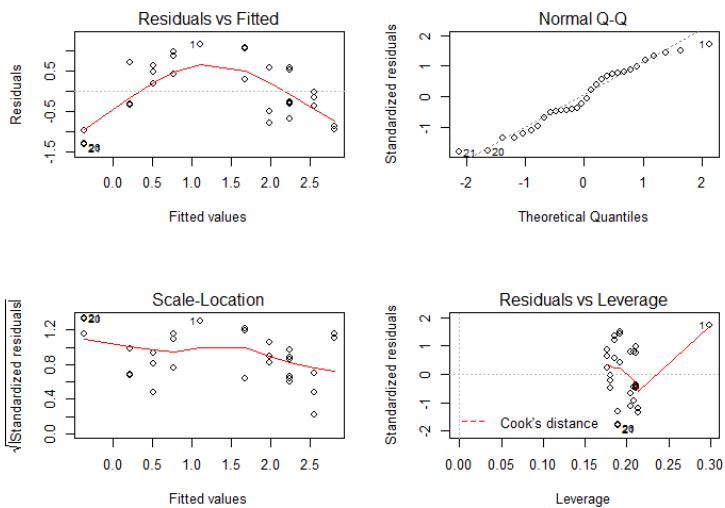 Residuals vs Fitted
Residuals
-1.5 -0.5 0.5
1
20
0.0 0.5 1.0 1.5 2.0 2.5
Fitted values
Normal Q-Q
Standardized residuals
-1 0 1 2
1
21 20
-2 -1 0 1 2
Theoretical Quantiles
Scale-Location
√|Standardized residuals|
0.0 0.4 0.8 1.2
1
0.0 0.5 1.0 1.5 2.0 2.5
Fitted values
Residuals vs Leverage
Standardized residuals
-2 -1 0 1 2
1
Cook's distance
0.00 0.05 0.10 0.15 0.20 0.25 0.30
Leverage